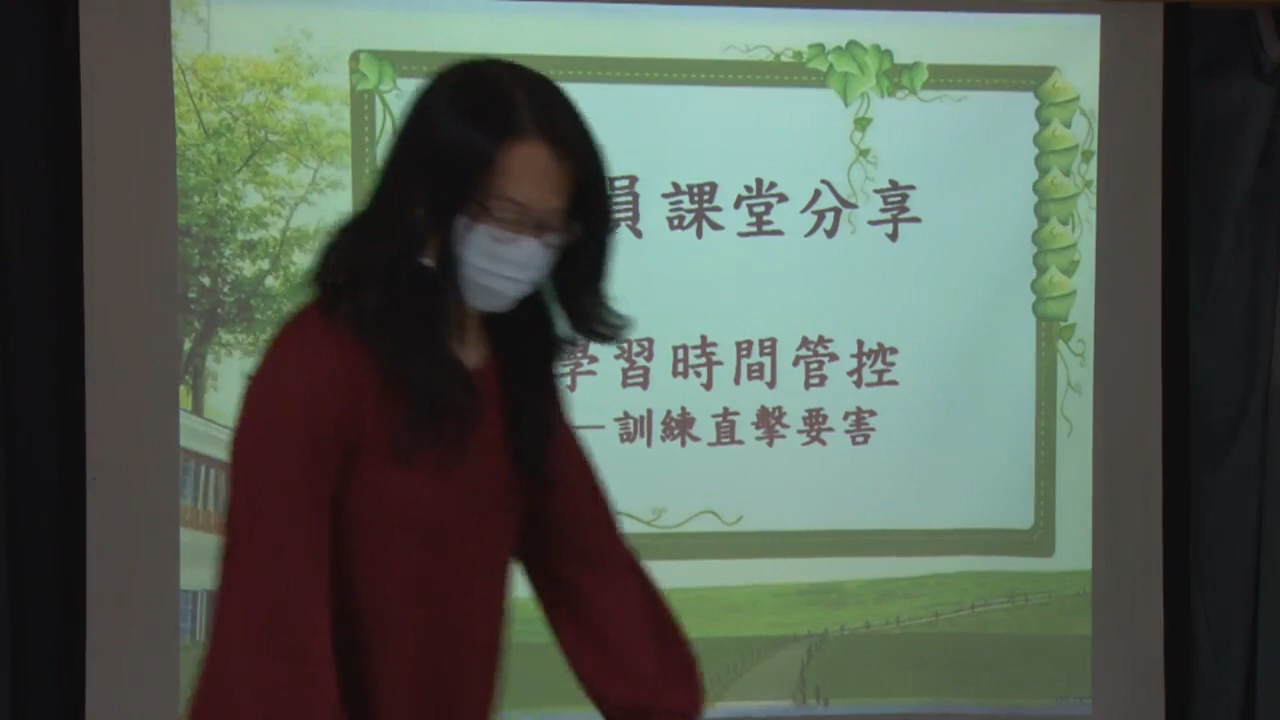 員課堂分享
學習時間管控
—訓練直擊要害